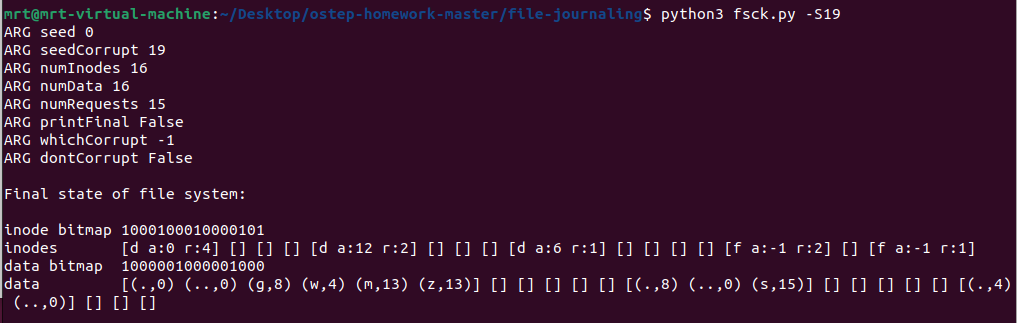 mrt@mrt-virtual-machine:~/Desktop/ostep-homework-master/file-journaling$ python3 fsck.py -S19
ARG seed 0
ARG seedCorrupt 19
ARG numInodes 16
ARG numData 16
ARG numRequests 15
ARG printFinal False
ARG whichCorrupt -1
ARG dontCorrupt False
Final state of file system:
inode bitmap 1000100010000101
inodes       [d a:0 r:4] [] [] [] [d a:12 r:2] [] [] [] [d a:6 r:1] [] [] [] [] [f a:-1 r:2] [] [f a:-1 r:1]
data bitmap  1000001000001000
data         [(.,0) (..,0) (g,8) (w,4) (m,13) (z,13)] [] [] [] [] [] [(.,8) (..,0) (s,15)] [] [] [] [] [] [(.,4)
 (..,0)] [] [] []